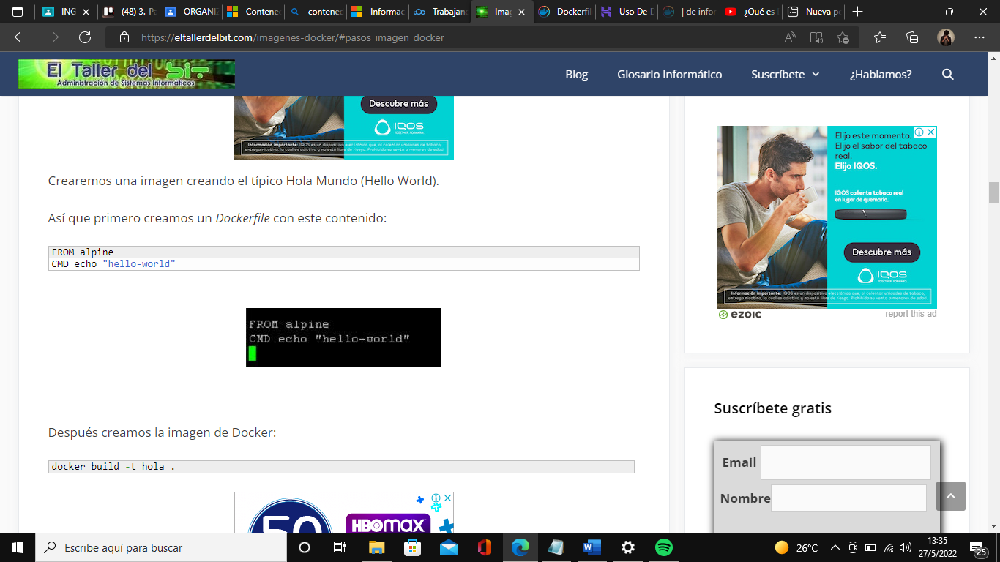 ING
(48) 3.-Pa
ORGANI
Contene
contened
Informac
Trabajan
Imag
Dockerfil
Uso De D
| de infor
¿Qué es
Nueva pe
https://eltallerdelbit.com/imagenes-docker/#pasos_imagen_docker
El Taller del Bit
Administración de Sistemas Informáticos
Blog
Glosario Informático
Suscríbete
¿Hablamos?
Descubre más
IQOS
TOGETHER. FORWARD.
Información importante: IQOS es un dispositivo electrónico que, al calentar unidades de tabaco,
entrega nicotina, la cual es adictiva y no está libre de riesgo. Prohibida su venta a menores de edad.
Crearemos una imagen creando el típico Hola Mundo (Hello World).
Así que primero creamos un Dockerfile con este contenido:
FROM alpine
CMD echo "hello-world"
FROM alpine
CMD echo "hello-world"
Después creamos la imagen de Docker:
docker build -t hola .
50
HBOmax
Elijo este momento.
Elijo el sabor del tabaco
real.
Elijo IQOS.
IQOS calienta tabaco real
en lugar de quemarlo.
Descubre más
IQOS
TOGETHER. FORWARD.
Información importante: IQOS es un dispositivo electrónico que, al calentar unidades de tabaco,
entrega nicotina, la cual es adictiva y no está libre de riesgo. Prohibida su venta a menores de edad.
ezoic
report this ad
Suscríbete gratis
Email
Nombre
Escribe aquí para buscar
26°C
13:35
27/5/2022
25